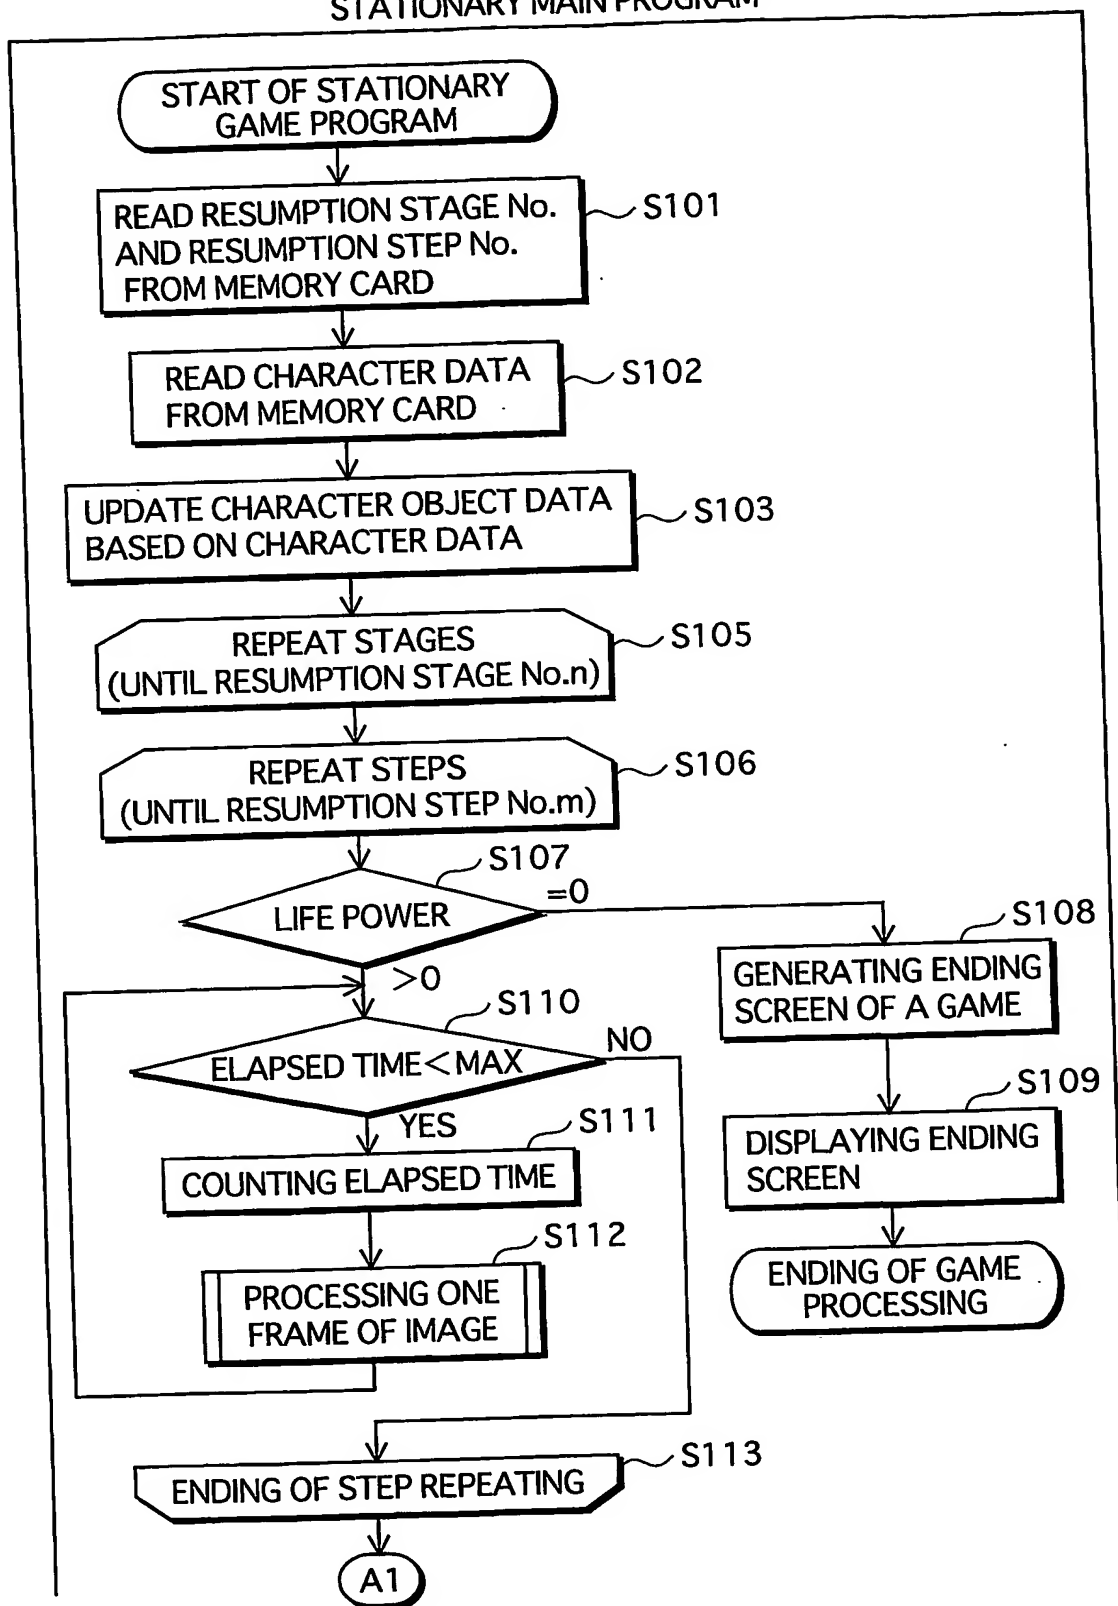 STATIONARY MAIN PROGRAM
START OF STATIONARY
GAME PROGRAM
READ RESUMPTION STAGE No.
AND RESUMPTION STEP No.
FROM MEMORY CARD
S101
READ CHARACTER DATA
FROM MEMORY CARD
S102
UPDATE CHARACTER OBJECT DATA
BASED ON CHARACTER DATA
S103
REPEAT STAGES
(UNTIL RESUMPTION STAGE No.n)
S105
REPEAT STEPS
(UNTIL RESUMPTION STEP No.m)
S106
S107
LIFE POWER
=0
>0
S108
GENERATING ENDING
SCREEN OF A GAME
S110
ELAPSED TIME<MAX
NO
YES
S109
DISPLAYING ENDING
SCREEN
S111
COUNTING ELAPSED TIME
S112
PROCESSING ONE
FRAME OF IMAGE
ENDING OF GAME
PROCESSING
S113
ENDING OF STEP REPEATING
A1